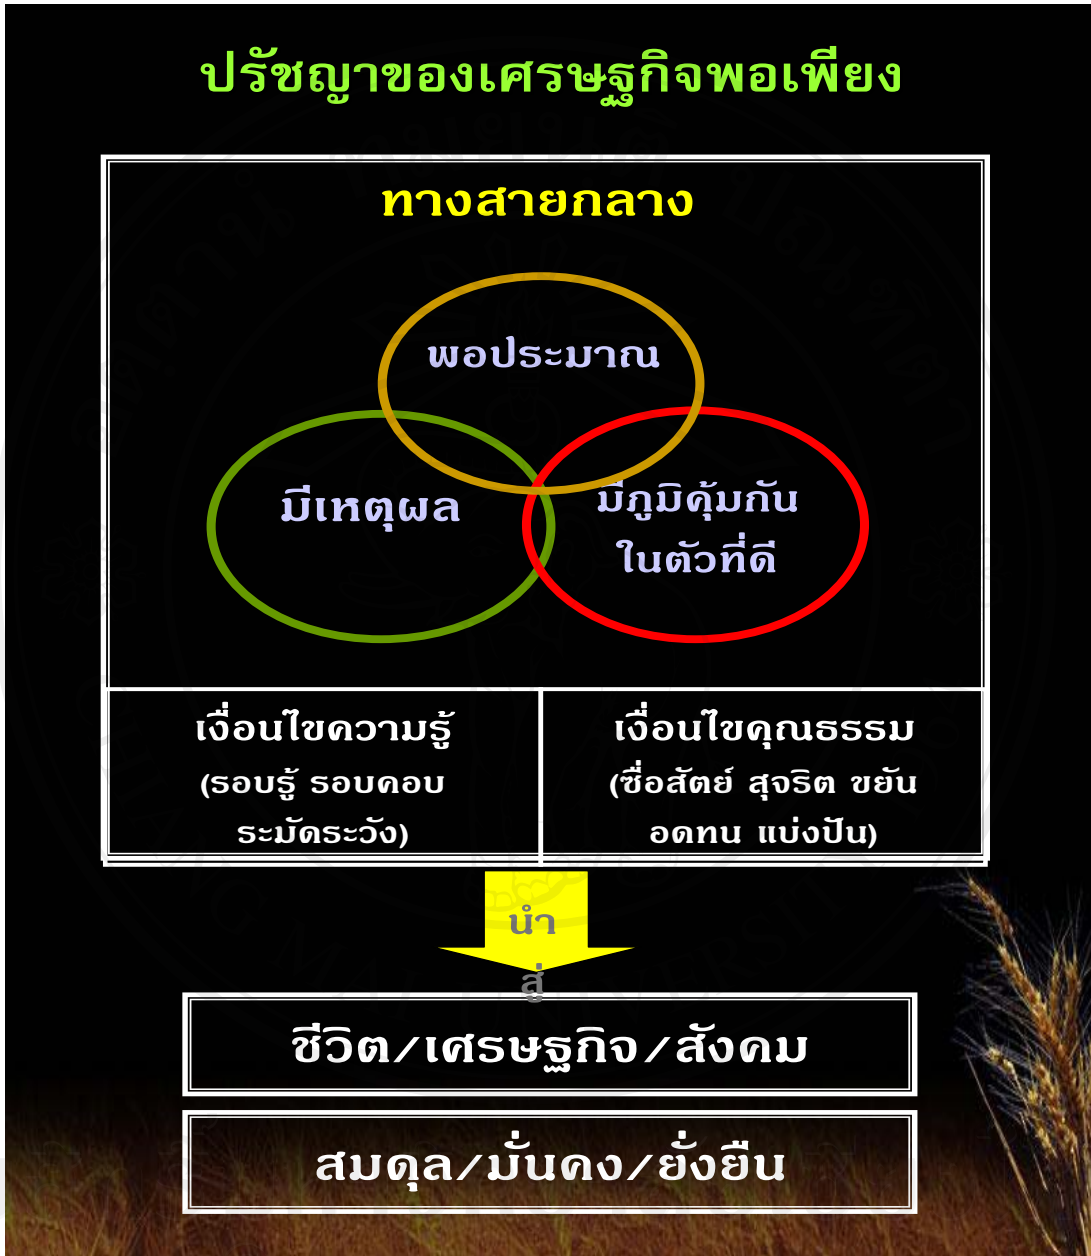 ปรัชญาของเศรษฐกิจพอเพียง
ทางสายกลาง
พอประมาณ
มีเหตุผล
มีภูมิคุ้มกัน
ในตัวที่ดี
เงื่อนไขความรู้
(รอบรู้ รอบคอบ
ระมัดระวัง)
เงื่อนไขคุณธรรม
(ซื่อสัตย์ สุจริต ขยัน
อดทน แบ่งปัน)
นำ
สู่
ชีวิต/เศรษฐกิจ/สังคม
สมดุล/มั่นคง/ยั่งยืน